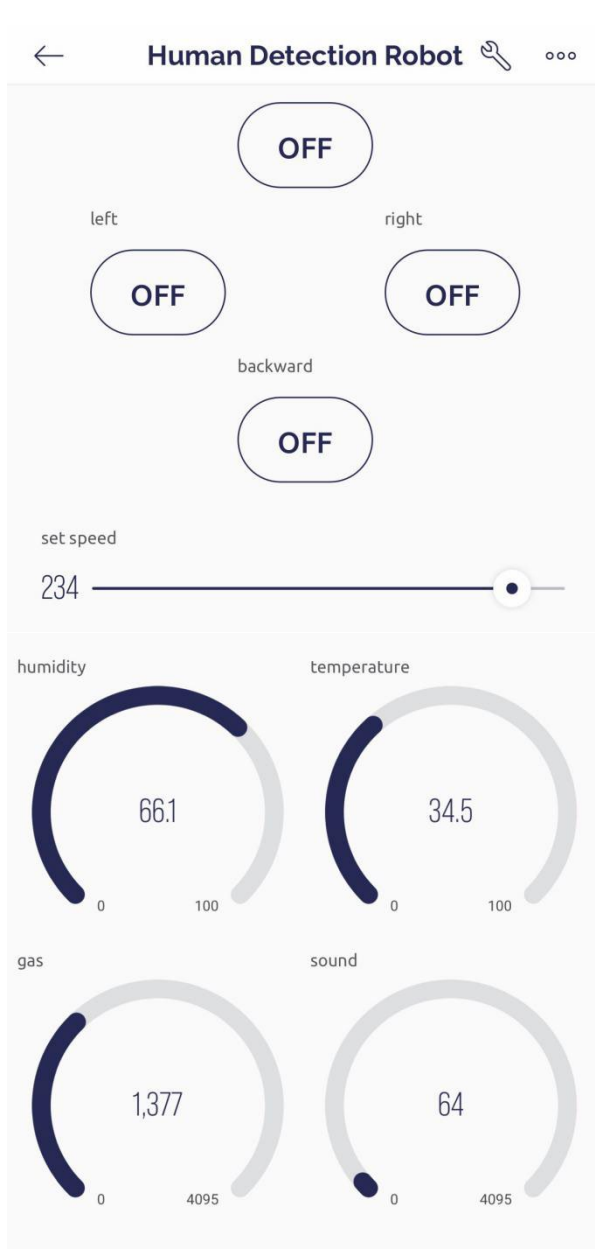 Human Detection Robot
OFF
left right
OFF OFF
backward
OFF
set speed
234
humidity temperature
66.1 34.5
0 100 0 100
gas sound
1,377 64
0 4095 0 4095